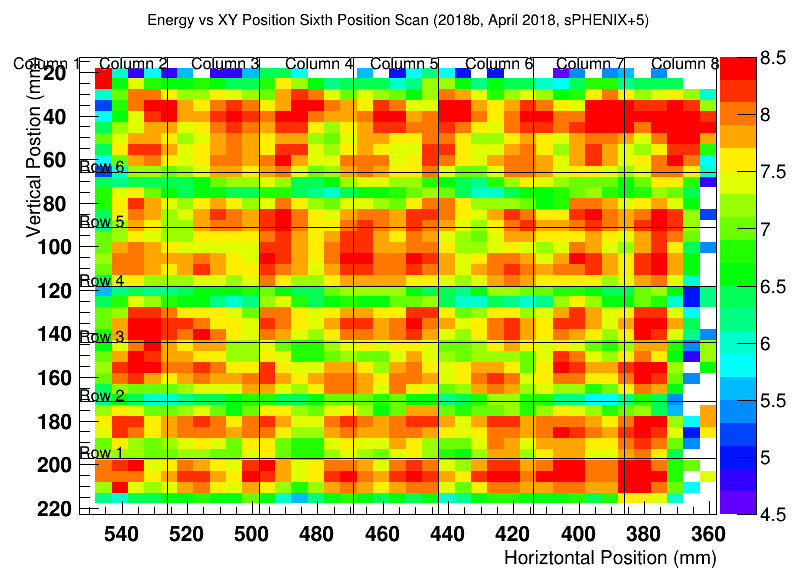 Energy vs XY Position Sixth Position Scan (2018b, April 2018, sPHENIX+5)
Column 1 Column 2 Column 3 Column 4 Column 5 Column 6 Column 7 Column 8
Vertical Postion (mm)
20
40
60
80
100
120
140
160
180
200
220
Row 6
Row 5
Row 4
Row 3
Row 2
Row 1
540 520 500 480 460 440 420 400 380 360
Horiztontal Position (mm)
8.5
8
7.5
7
6.5
6
5.5
5
4.5